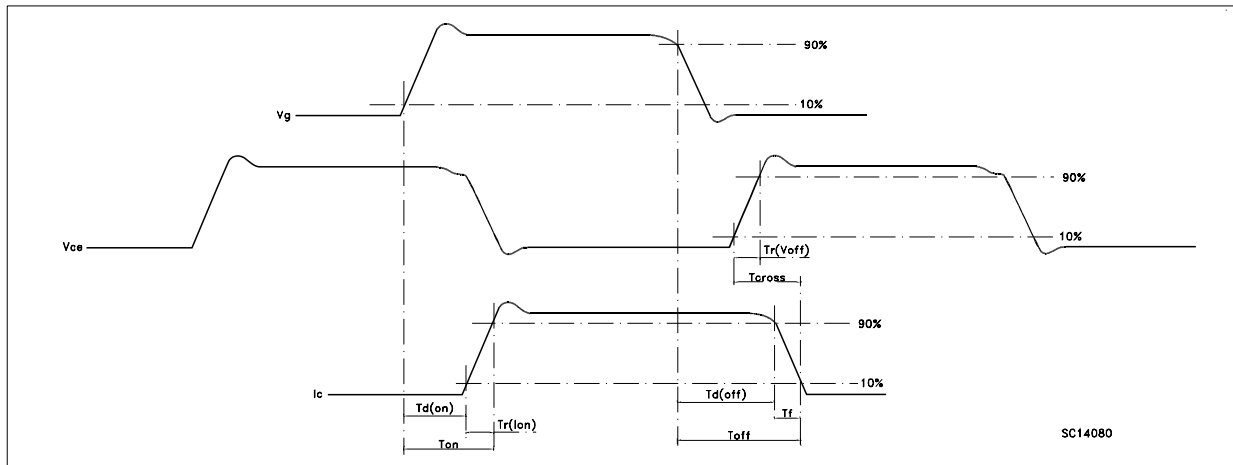 90%
10%
Vg
90%
Vce
10%
Tr(Voff)
Tcross
90%
Ic
10%
Td(on)
Td(off)
Tr(Ion)
Tf
Ton
Toff
SC14080